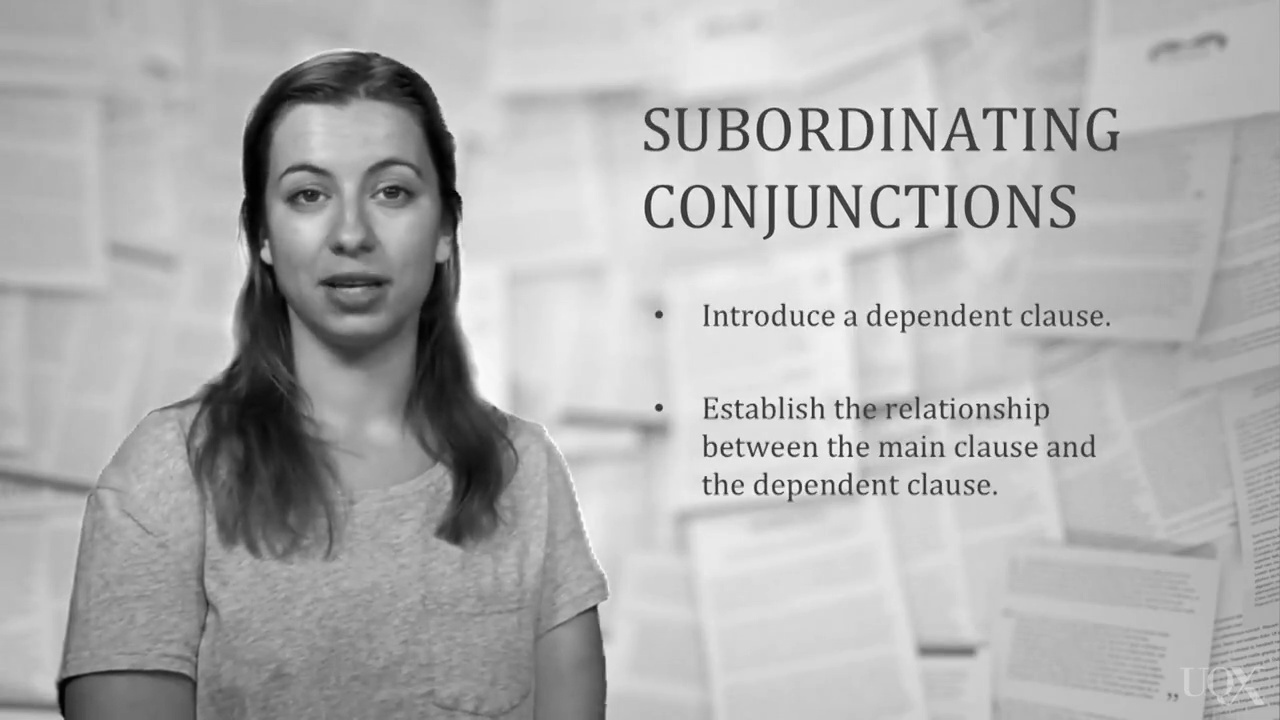 SUBORDINATING
CONJUNCTIONS
• Introduce a dependent clause.
• Establish the relationship
between the main clause and
the dependent clause.
UQX